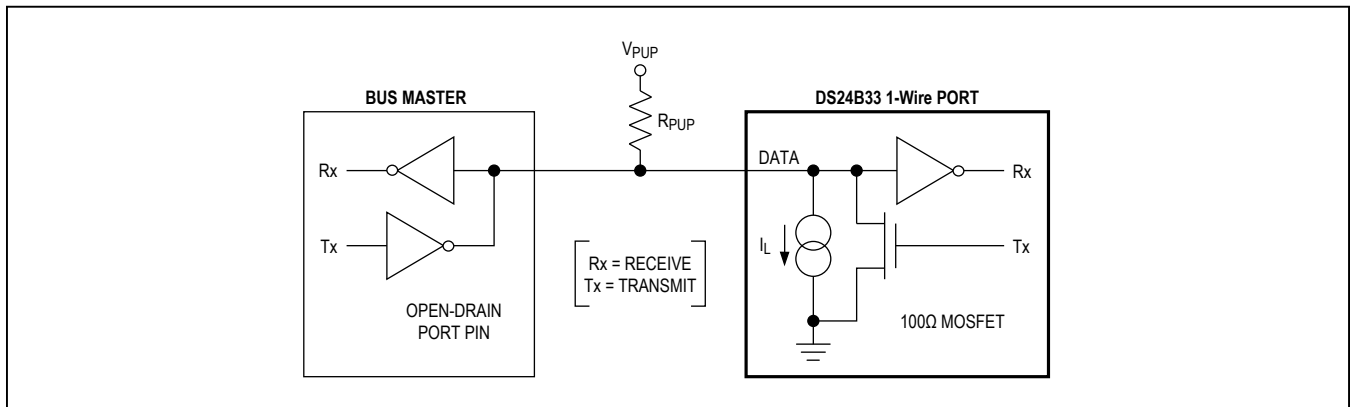 VPUP
BUS MASTER
DS24B33 1-Wire PORT
RPUP
DATA
Rx
Rx
Tx
IL
Tx
Rx = RECEIVE
Tx = TRANSMIT
OPEN-DRAIN
PORT PIN
100Ω MOSFET